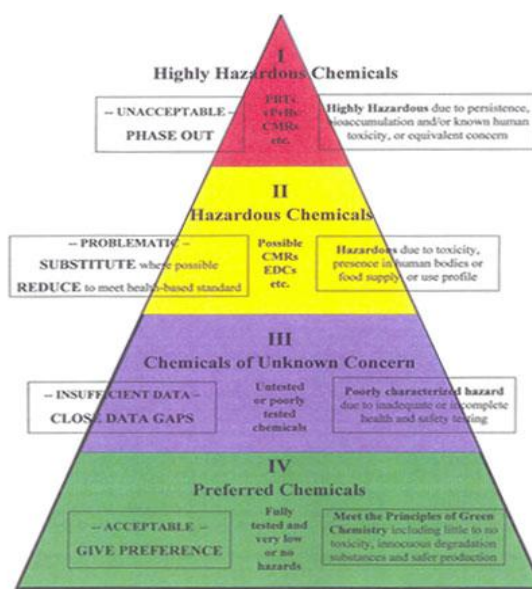 I
Highly Hazardous Chemicals
-- UNACCEPTABLE --
PHASE OUT
PBTs
vPvBs
CMRs
etc.
Highly Hazardous due to persistence,
bioaccumulation and/or known human
toxicity, or equivalent concern
II
Hazardous Chemicals
-- PROBLEMATIC --
SUBSTITUTE where possible
REDUCE to meet health-based standard
Possible
CMRs
EDCs
etc.
Hazardous due to toxicity,
presence in human bodies or
food supply, or use profile
III
Chemicals of Unknown Concern
-- INSUFFICIENT DATA --
CLOSE DATA GAPS
Untested
or poorly
tested
chemicals
Poorly characterized hazard
due to inadequate or incomplete
health and safety testing
IV
Preferred Chemicals
-- ACCEPTABLE --
GIVE PREFERENCE
Fully
tested and
very low
or no
hazards
Meet the Principles of Green
Chemistry including little to no
toxicity, innocuous degradation
substances and safer production